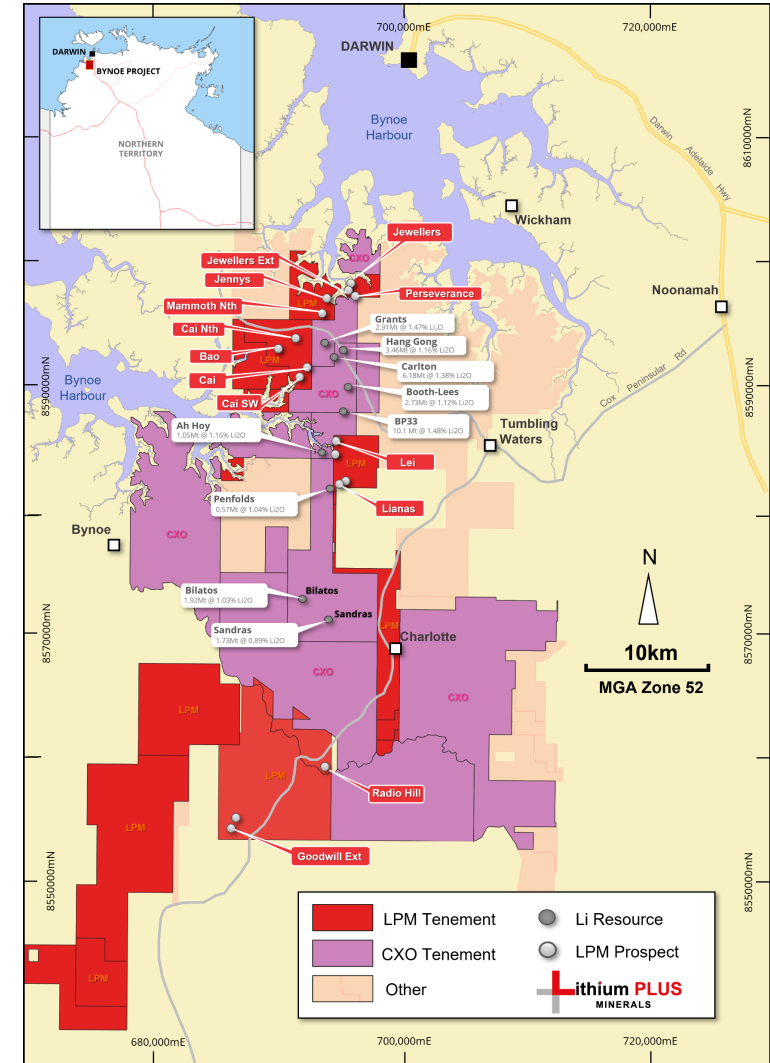 700,000mE
720,000mE
DARWIN
DARWIN
BYNOE PROJECT
NORTHERN
TERRITORY
Bynoe
Harbour
8610000mN
Darwin Adelaide Hwy
Wickham
Jewellers
CXO
Jewellers Ext
Jennys
Perseverance
Noonamah
LPM
Mammoth Nth
Grants
2.91Mt @ 1.47% Li2O
Cai Nth
Hang Gong
3.46Mt @ 1.16% Li2O
Bao
LPM
Carlton
6.18Mt @ 1.38% Li2O
Cox Peninsular Rd
Cai
Bynoe
Harbour
8590000mN
8590000mN
CXO
Booth-Lees
2.73Mt @ 1.12% Li2O
Cai SW
BP33
10.1 Mt @ 1.48% Li2O
Ah Hoy
1.05Mt @ 1.16% Li2O
Tumbling
Waters
LPM
Lei
Penfolds
0.57Mt @ 1.04% Li2O
Lianas
Bynoe
CXO
N
Bilatos
1.92Mt @ 1.03% Li2O
Bilatos
Sandras
Sandras
1.73Mt @ 0.89% Li2O
LPM
Charlotte
8570000mN
8570000mN
10km
MGA Zone 52
CXO
CXO
LPM
LPM
Radio Hill
LPM
Goodwill Ext
8550000mN
8550000mN
LPM Tenement
Li Resource
CXO Tenement
LPM Prospect
Other
Lithium PLUS
MINERALS
LPM
680,000mE
700,000mE
720,000mE